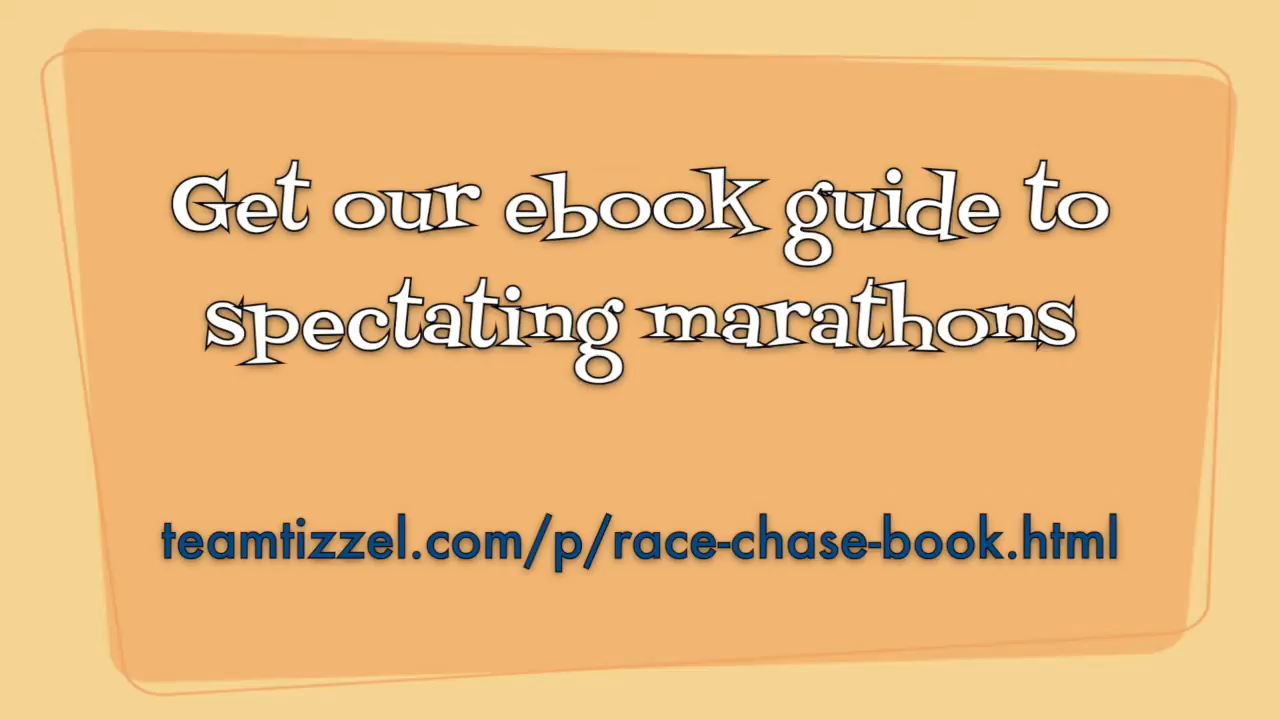 Get our ebook guide to
spectating marathons
teamtizzel.com/p/race-chase-book.html